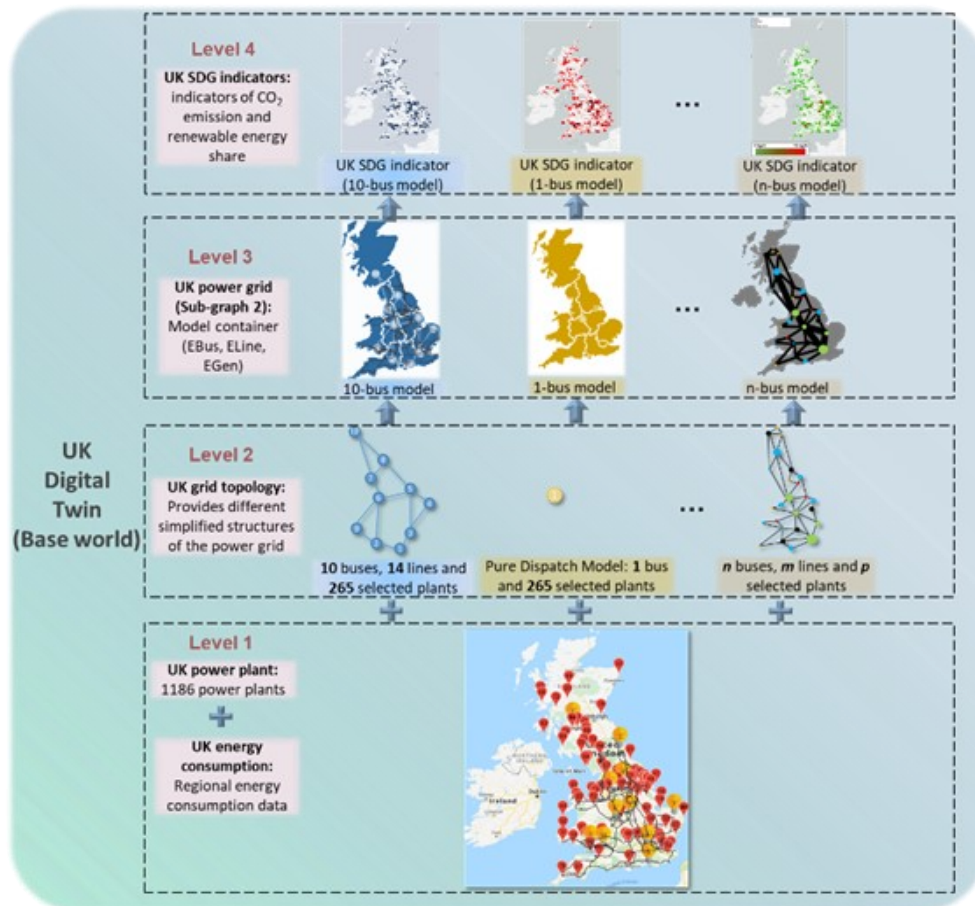 Level 4
UK SDG indicators:
indicators of CO₂
emission and
renewable energy
share
...
UK SDG indicator
(10-bus model)
UK SDG indicator
(1-bus model)
UK SDG indicator
(n-bus model)
Level 3
UK power grid
(Sub-graph 2):
Model container
(EBus, ELine,
EGen)
...
10-bus model
1-bus model
n-bus model
UK
Digital
Twin
(Base world)
Level 2
UK grid topology:
Provides different
simplified structures
of the power grid
...
10 buses, 14 lines and
265 selected plants
Pure Dispatch Model: 1 bus
and 265 selected plants
n buses, m lines and p
selected plants
Level 1
UK power plant:
1186 power plants
UK energy
consumption:
Regional energy
consumption data
Ireland